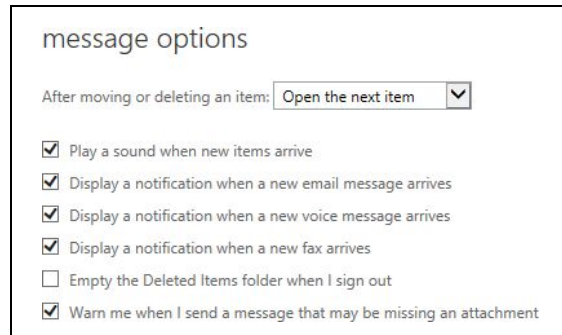 message options
After moving or deleting an item: Open the next item
Play a sound when new items arrive
Display a notification when a new email message arrives
Display a notification when a new voice message arrives
Display a notification when a new fax arrives
Empty the Deleted Items folder when I sign out
Warn me when I send a message that may be missing an attachment